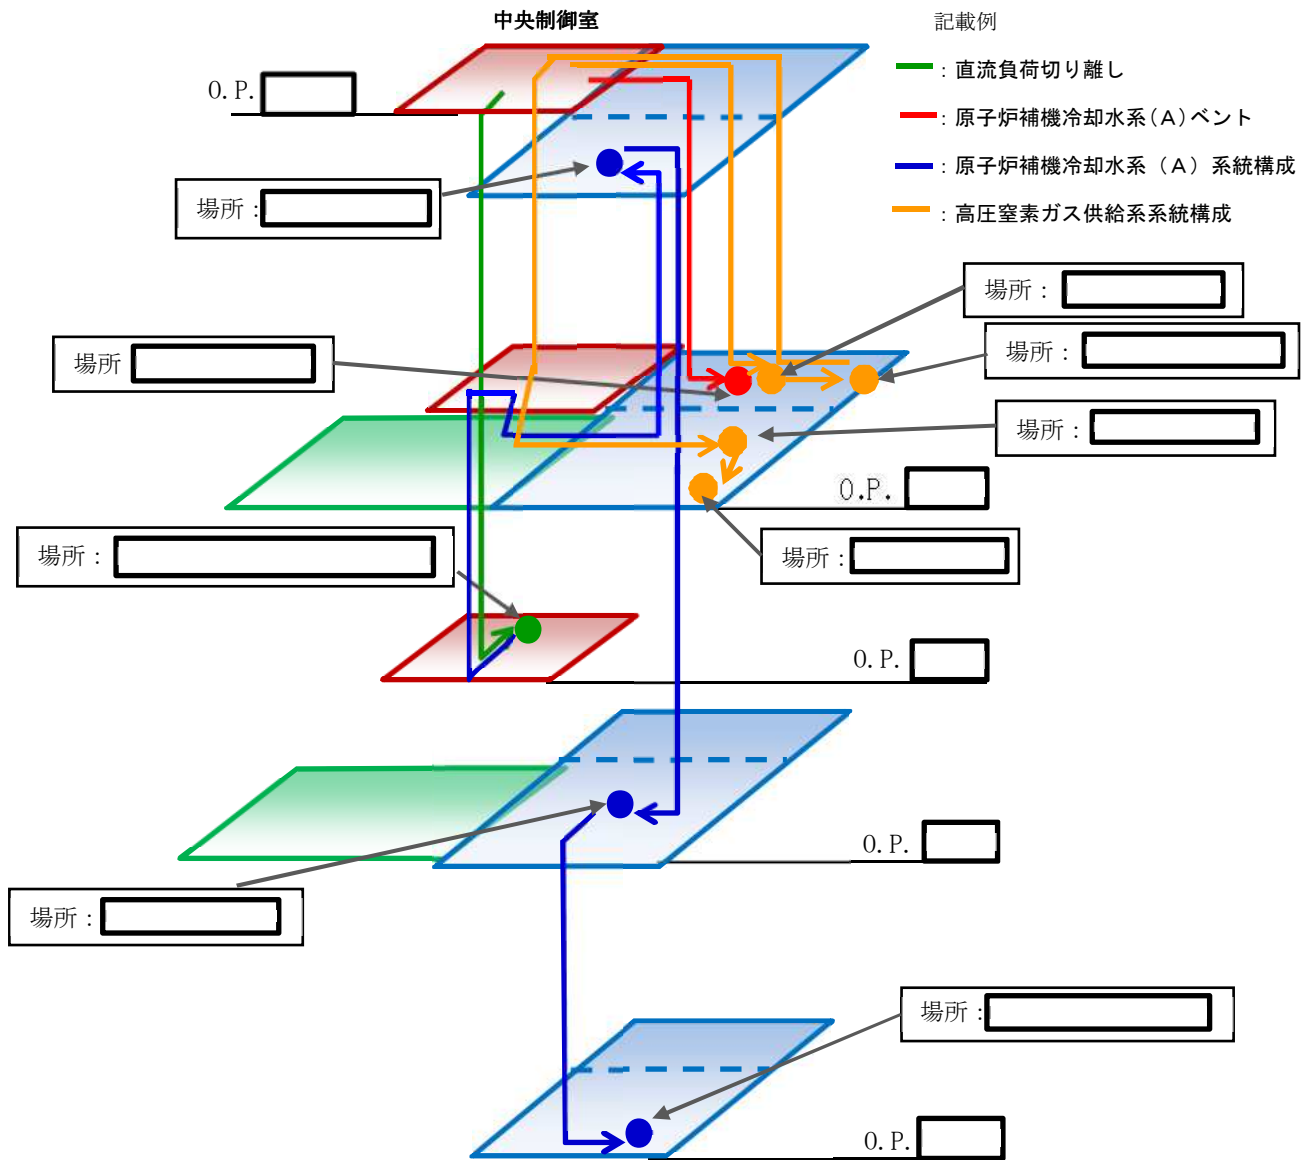 中央制御室
記載例
：直流負荷切り離し
：原子炉補機冷却水系(A)ベント
：原子炉補機冷却水系（A）系統構成
：高圧窒素ガス供給系系統構成
O.P.
場所：
場所：
場所：
場所
場所：
O.P.
場所：
場所：
O.P.
O.P.
場所：
場所：
O.P.